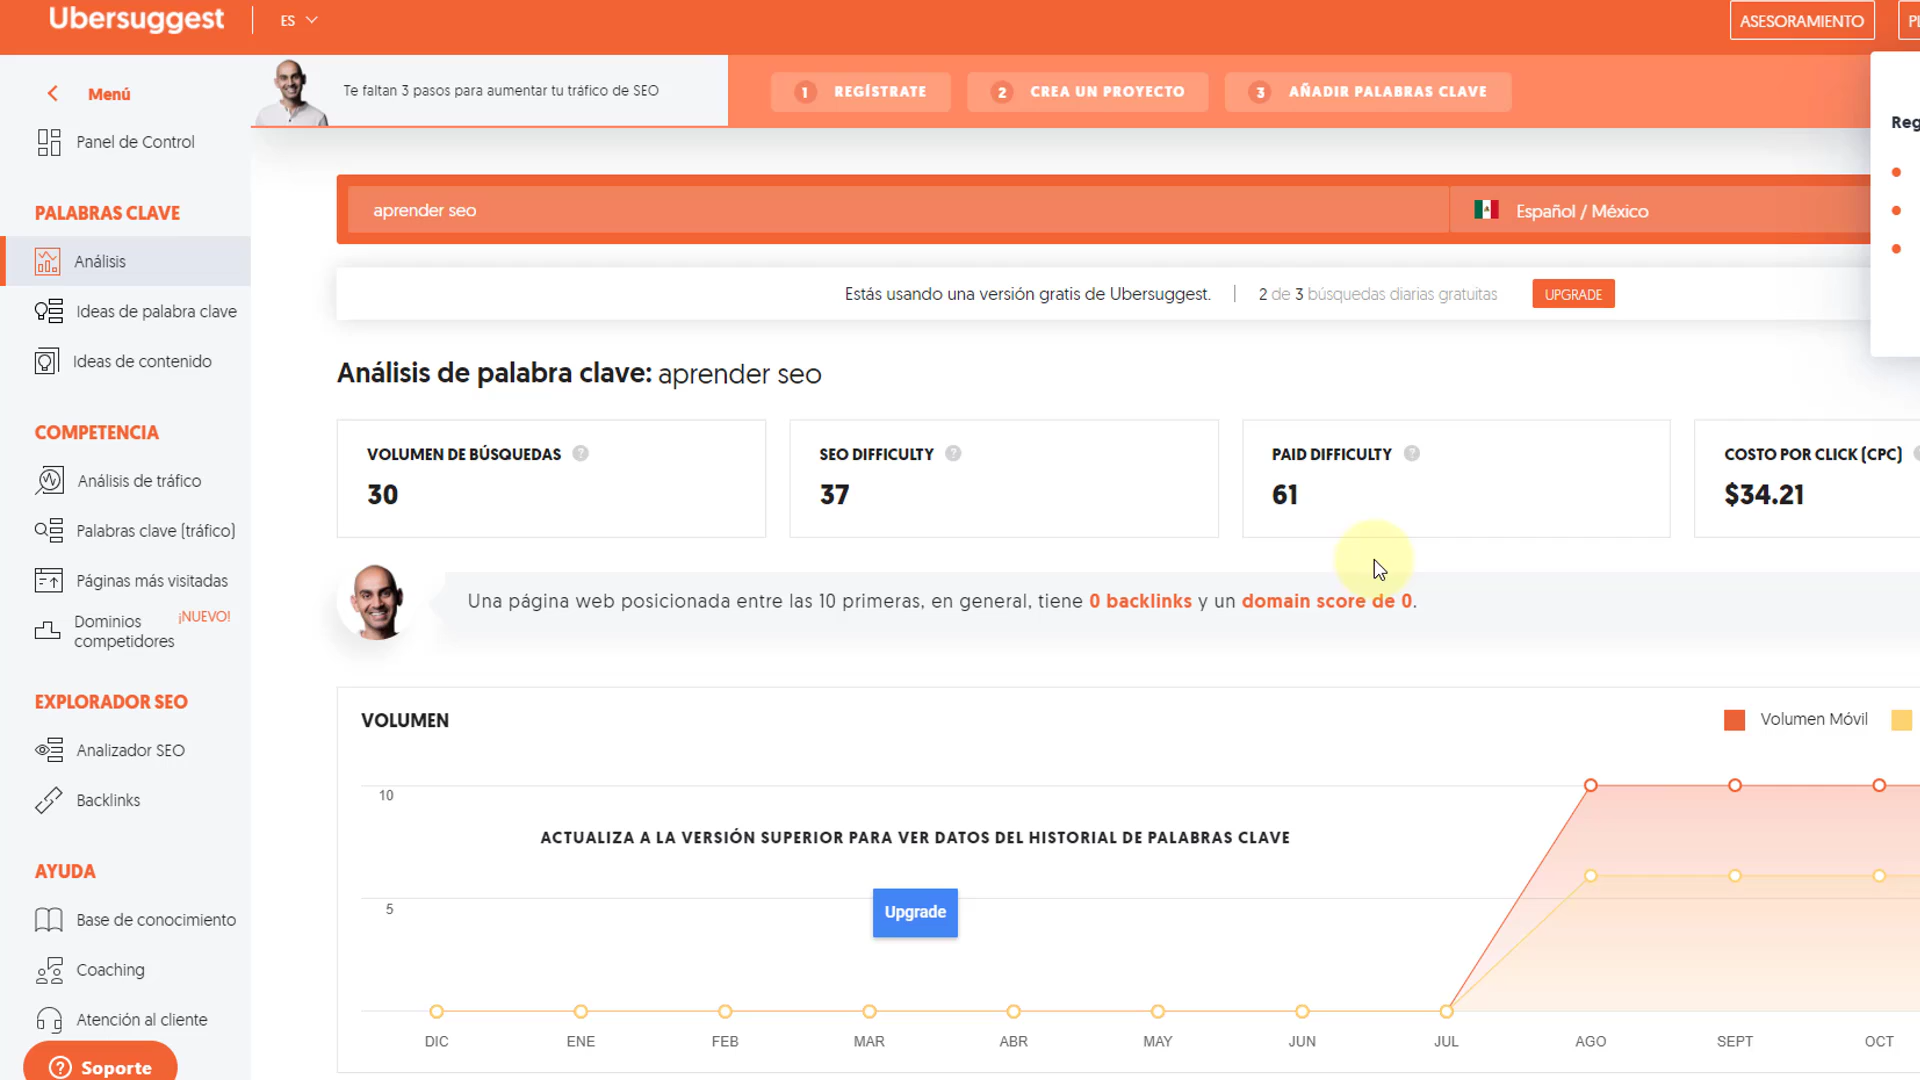 Ubersuggest
ES
ASESORAMIENTO
Te faltan 3 pasos para aumentar tu tráfico de SEO
1 REGÍSTRATE
2 CREA UN PROYECTO
3 AÑADIR PALABRAS CLAVE
Menú
Panel de Control
PALABRAS CLAVE
Análisis
Ideas de palabra clave
Ideas de contenido
COMPETENCIA
Análisis de tráfico
Palabras clave (tráfico)
Páginas más visitadas
Dominios
competidores
¡NUEVO!
EXPLORADOR SEO
Analizador SEO
Backlinks
AYUDA
Base de conocimiento
Coaching
Atención al cliente
Soporte
Reg
aprender seo
Español / México
Estás usando una versión gratis de Ubersuggest.
2 de 3 búsquedas diarias gratuitas
UPGRADE
Análisis de palabra clave: aprender seo
VOLUMEN DE BÚSQUEDAS
30
SEO DIFFICULTY
37
PAID DIFFICULTY
61
COSTO POR CLICK (CPC)
$34.21
Una página web posicionada entre las 10 primeras, en general, tiene 0 backlinks y un domain score de 0.
VOLUMEN
Volumen Móvil
10
5
ACTUALIZA A LA VERSIÓN SUPERIOR PARA VER DATOS DEL HISTORIAL DE PALABRAS CLAVE
Upgrade
DIC ENE FEB MAR ABR MAY JUN JUL AGO SEPT OCT